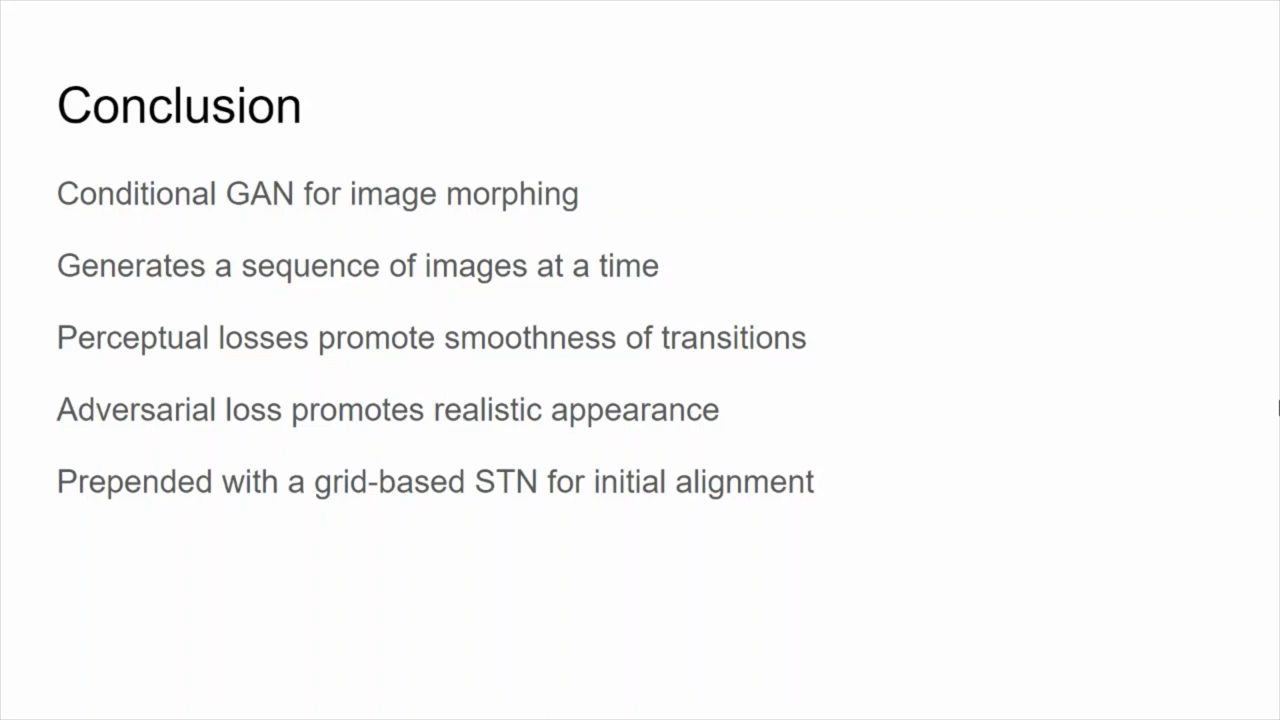 Conclusion
Conditional GAN for image morphing
Generates a sequence of images at a time
Perceptual losses promote smoothness of transitions
Adversarial loss promotes realistic appearance
Prepended with a grid-based STN for initial alignment